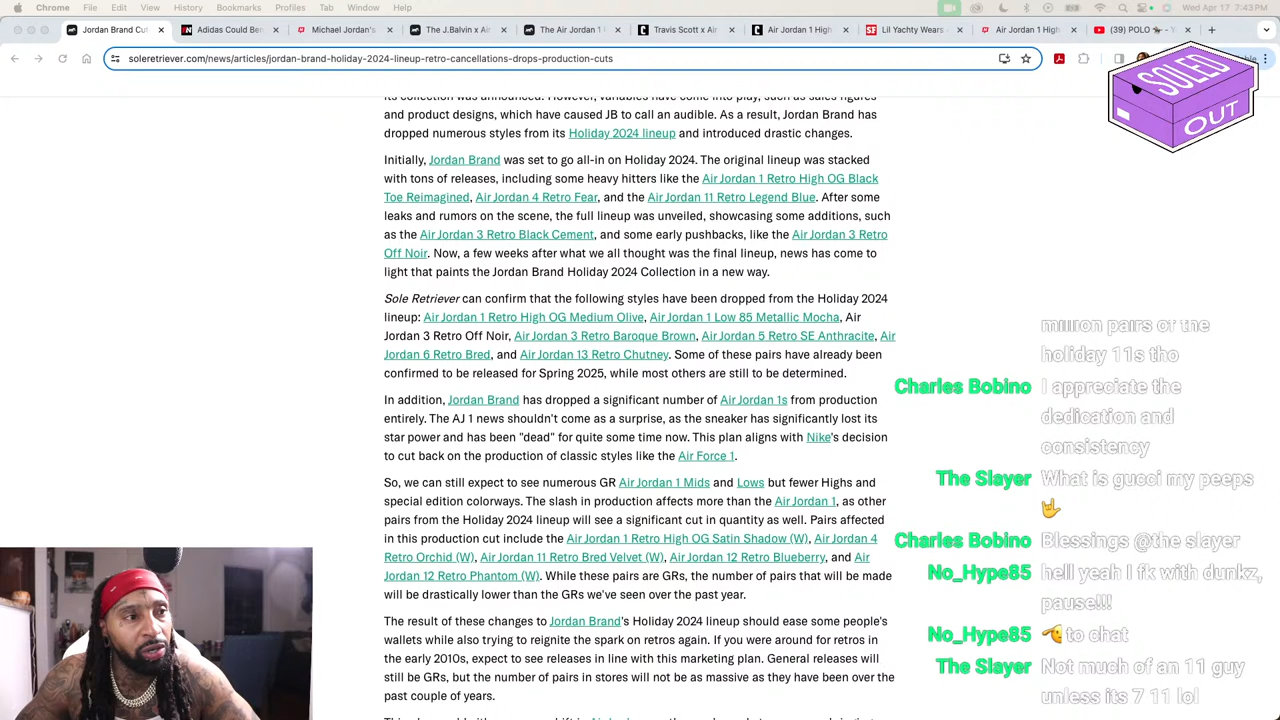 Chrome File Edit View History Bookmarks Profiles Tab Window Help
Wed Apr 17 7:43PM
Jordan Brand Cut Adidas Could Be Michael Jordan's The J.Balvin x Ai The Air Jordan 1 Travis Scott x Air Air Jordan 1 High Lil Yachty Wears Air Jordan 1 High (39) POLO
soleretriever.com/news/articles/jordan-brand-holiday-2024-lineup-retro-cancellations-drops-production-cuts
SOLED
OUT
its collection was announced. However, variables have come into play, such as sales figures
and product designs, which have caused JB to call an audible. As a result, Jordan Brand has
dropped numerous styles from its Holiday 2024 lineup and introduced drastic changes.
Initially, Jordan Brand was set to go all-in on Holiday 2024. The original lineup was stacked
with tons of releases, including some heavy hitters like the Air Jordan 1 Retro High OG Black
Toe Reimagined, Air Jordan 4 Retro Fear, and the Air Jordan 11 Retro Legend Blue. After some
leaks and rumors on the scene, the full lineup was unveiled, showcasing some additions, such
as the Air Jordan 3 Retro Black Cement, and some early pushbacks, like the Air Jordan 3 Retro
Off Noir. Now, a few weeks after what we all thought was the final lineup, news has come to
light that paints the Jordan Brand Holiday 2024 Collection in a new way.
Sole Retriever can confirm that the following styles have been dropped from the Holiday 2024
lineup: Air Jordan 1 Retro High OG Medium Olive, Air Jordan 1 Low 85 Metallic Mocha, Air
Jordan 3 Retro Off Noir, Air Jordan 3 Retro Baroque Brown, Air Jordan 5 Retro SE Anthracite, Air
Jordan 6 Retro Bred, and Air Jordan 13 Retro Chutney. Some of these pairs have already been
confirmed to be released for Spring 2025, while most others are still to be determined.
In addition, Jordan Brand has dropped a significant number of Air Jordan 1s from production
entirely. The AJ 1 news shouldn't come as a surprise, as the sneaker has significantly lost its
star power and has been "dead" for quite some time now. This plan aligns with Nike's decision
to cut back on the production of classic styles like the Air Force 1.
So, we can still expect to see numerous GR Air Jordan 1 Mids and Lows but fewer Highs and
special edition colorways. The slash in production affects more than the Air Jordan 1, as other
pairs from the Holiday 2024 lineup will see a significant cut in quantity as well. Pairs affected
in this production cut include the Air Jordan 1 Retro High OG Satin Shadow (W), Air Jordan 4
Retro Orchid (W), Air Jordan 11 Retro Bred Velvet (W), Air Jordan 12 Retro Blueberry, and Air
Jordan 12 Retro Phantom (W). While these pairs are GRs, the number of pairs that will be made
will be drastically lower than the GRs we've seen over the past year.
The result of these changes to Jordan Brand's Holiday 2024 lineup should ease some people's
wallets while also trying to reignite the spark on retros again. If you were around for retros in
the early 2010s, expect to see releases in line with this marketing plan. General releases will
still be GRs, but the number of pairs in stores will not be as massive as they have been over the
past couple of years.
million pairs of the
holiday 11s tho
Charles Bobino I appreciate the
dedication and
consistency
The Slayer What is gucci my peeps
🤟
Charles Bobino Blessings @the slayer
No_Hype85 hell yeah I fk with dunkz,
pause!!!
No_Hype85 🫡 to chat
The Slayer Not much of an 11 guy
unless its 7 11 lol